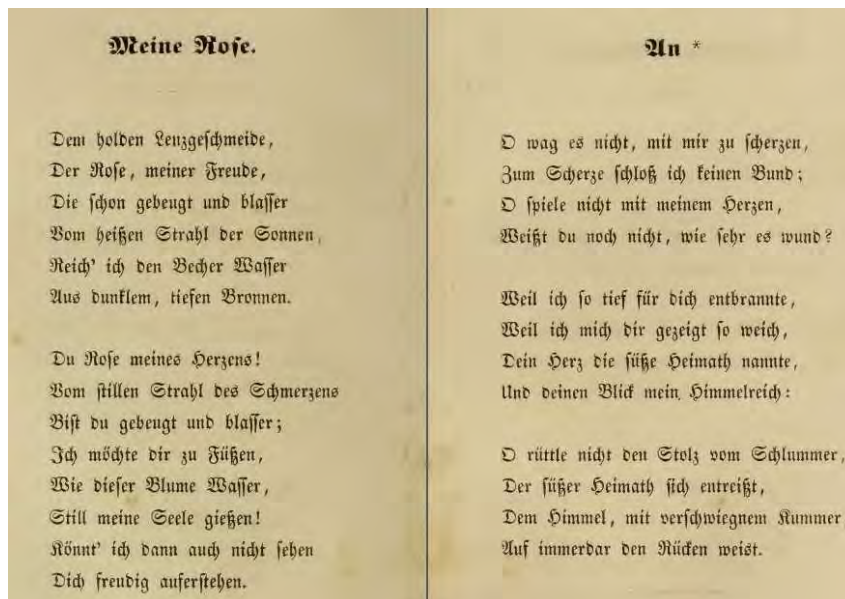 Meine Rose.
Dem holden Lenzgeschmeide,
Der Rose, meiner Freude,
Die schon gebeugt und blasser
Vom heißen Strahl der Sonnen,
Reich' ich den Becher Wasser
Aus dunklem, tiefen Bronnen.
Du Rose meines Herzens!
Vom stillen Strahl des Schmerzens
Bist du gebeugt und blasser;
Ich möchte dir zu Füßen,
Wie dieser Blume Wasser,
Still meine Seele gießen!
Könnt' ich dann auch nicht sehen
Dich freudig auferstehen.
An *
O wag es nicht, mit mir zu scherzen,
Zum Scherze schloß ich keinen Bund;
O spiele nicht mit meinem Herzen,
Weißt du noch nicht, wie sehr es wund?
Weil ich so tief für dich entbrannte,
Weil ich mich dir gezeigt so weich,
Dein Herz die süße Heimath nannte,
Und deinen Blick mein Himmelreich:
O rüttle nicht den Stolz vom Schlummer,
Der süßer Heimath sich entreißt,
Dem Himmel, mit verschwiegnem Kummer
Auf immerdar den Rücken weist.